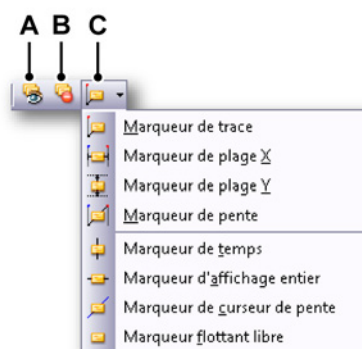 A B C
Marqueur de trace
Marqueur de plage X
Marqueur de plage Y
Marqueur de pente
Marqueur de temps
Marqueur d'affichage entier
Marqueur de curseur de pente
Marqueur flottant libre